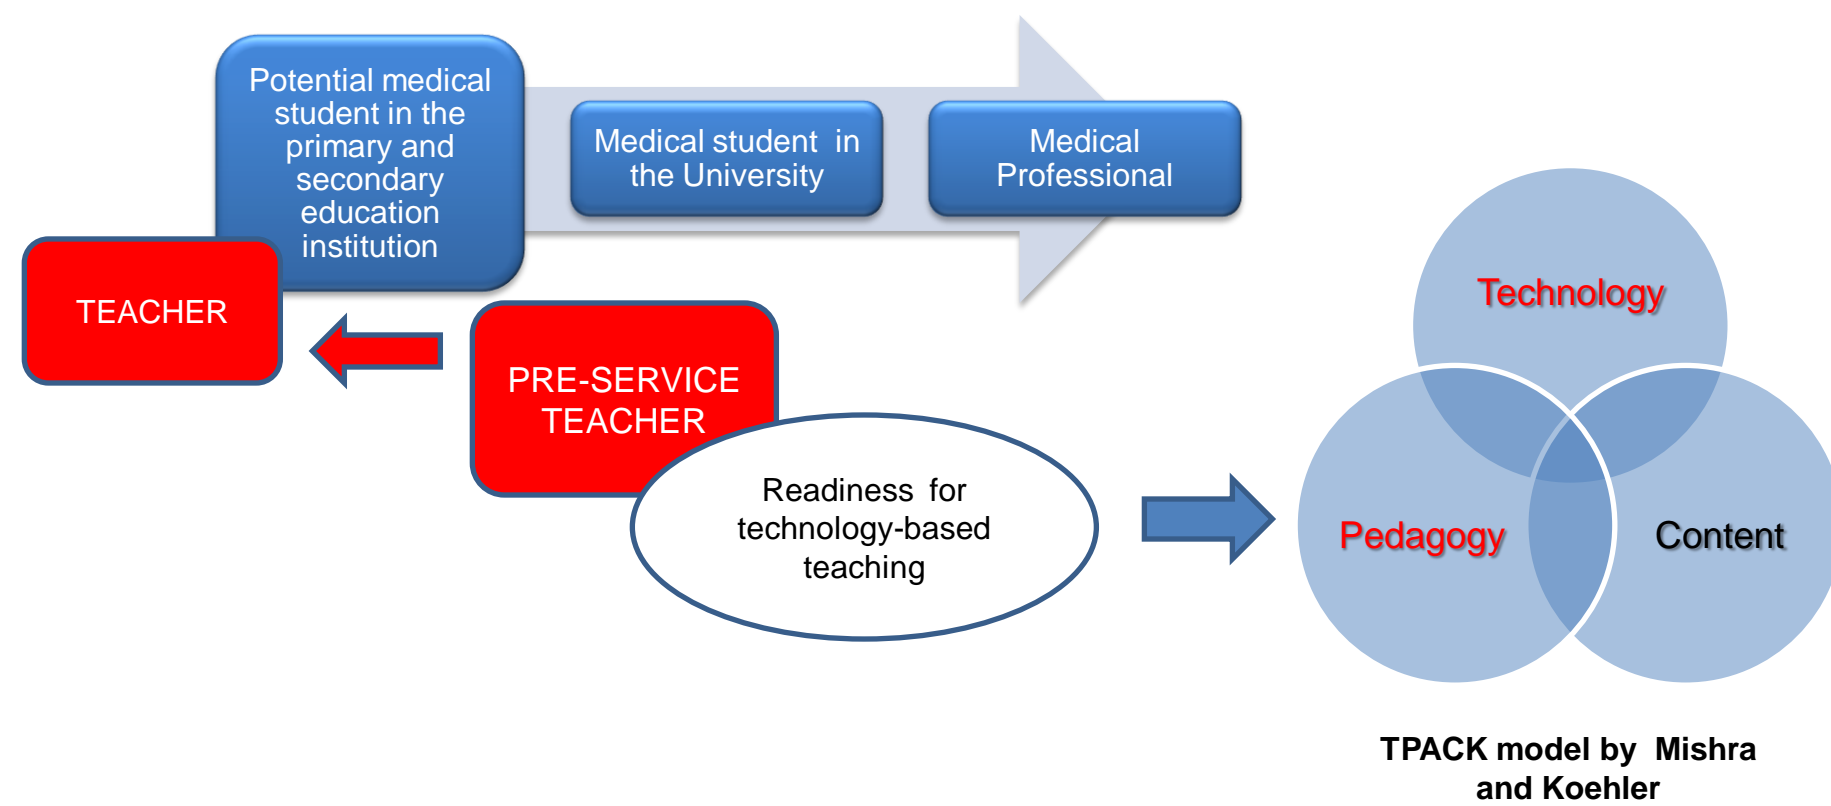 Potential medical
student in the
primary and
secondary
education
institution
Medical student in
the University
Medical
Professional
TEACHER
PRE-SERVICE
TEACHER
Readiness for
technology-based
teaching
Technology
Pedagogy
Content
TPACK model by Mishra
and Koehler